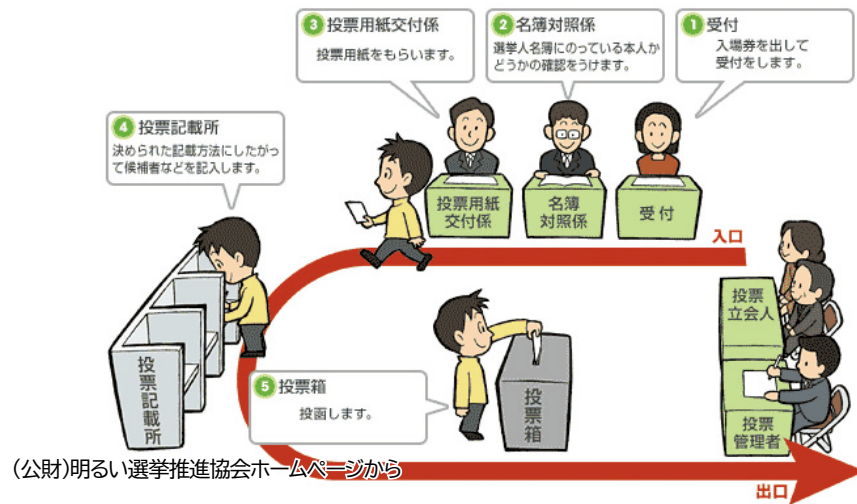 ① 受付
入場券を出して
受付をします。
② 名簿対照係
選挙人名簿にのっている本人か
どうかの確認をうけます。
③ 投票用紙交付係
投票用紙をもらいます。
④ 投票記載所
決められた記載方法にしたがっ
て候補者などを記入します。
投票用紙
交付係
名簿
対照係
受付
入口
投票
立会人
投票
管理者
投票記載所
⑤ 投票箱
投函します。
投票箱
(公財)明るい選挙推進協会ホームページから
出口